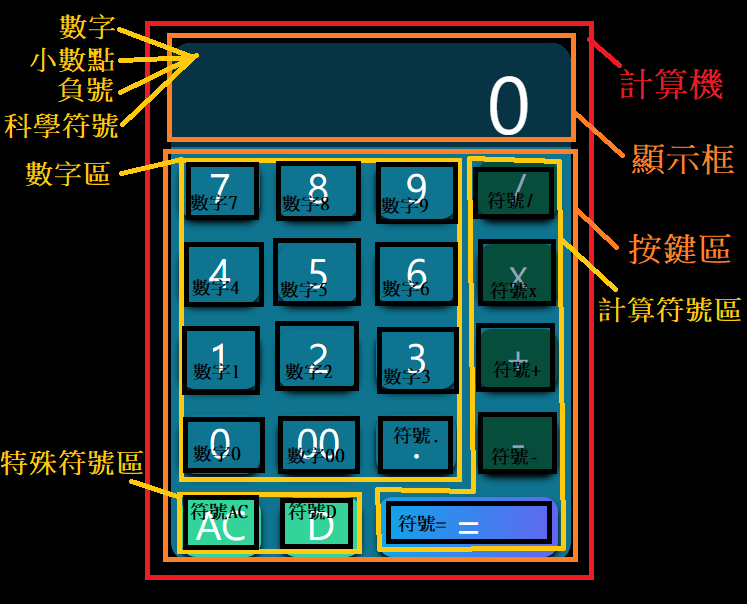 數字
小數點
負號
科學符號
數字區
特殊符號區
0
7
數字7
8
數字8
9
數字9
/
符號/
4
數字4
5
數字5
6
數字6
x
符號x
1
數字1
2
數字2
3
數字3
+
符號+
0
數字0
00
數字00
.
符號.
-
符號-
AC
符號AC
D
符號D
=
符號=
計算機
顯示框
按鍵區
計算符號區